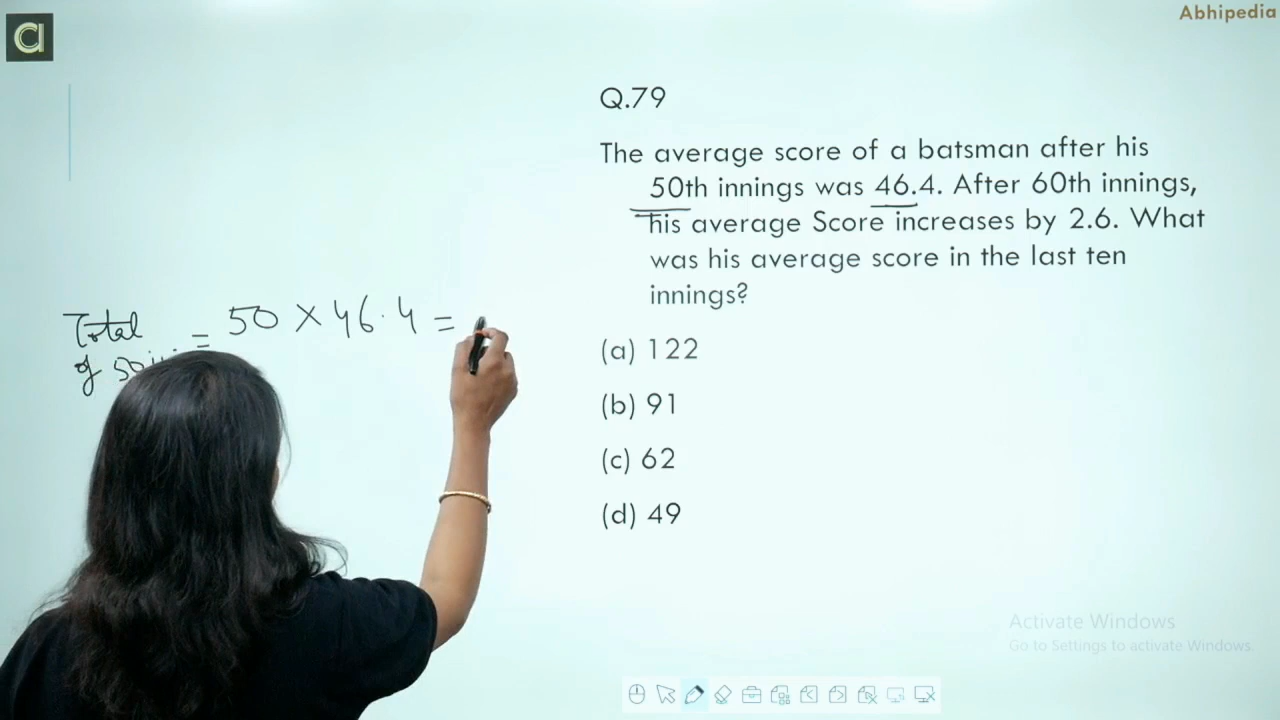 Abhipedia
Q.79
The average score of a batsman after his
50th innings was 46.4. After 60th innings,
his average Score increases by 2.6. What
was his average score in the last ten
innings?
(a) 122
(b) 91
(c) 62
(d) 49
Total = 50 × 46.4 =
of 50
Activate Windows
Go to Settings to activate Windows.